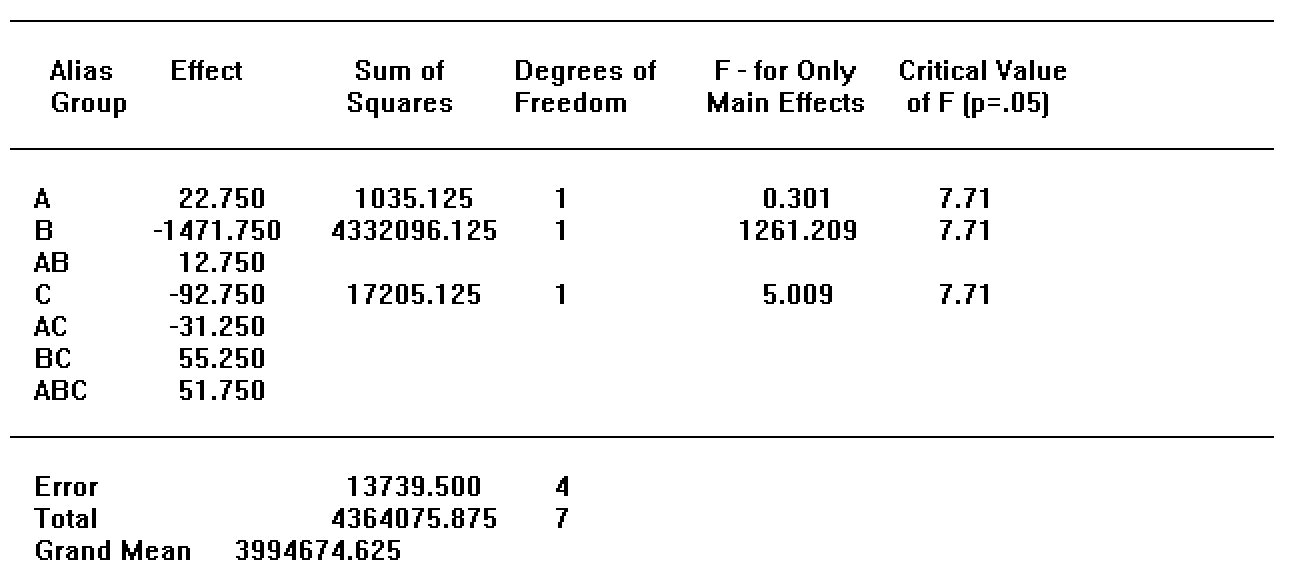 Alias Effect Sum of Degrees of F - for Only Critical Value
Group Squares Freedom Main Effects of F (p=.05)
A 22.750 1035.125 1 0.301 7.71
B -1471.750 4332096.125 1 1261.209 7.71
AB 12.750
C -92.750 17205.125 1 5.009 7.71
AC -31.250
BC 55.250
ABC 51.750
Error 13739.500 4
Total 4364075.875 7
Grand Mean 3994674.625